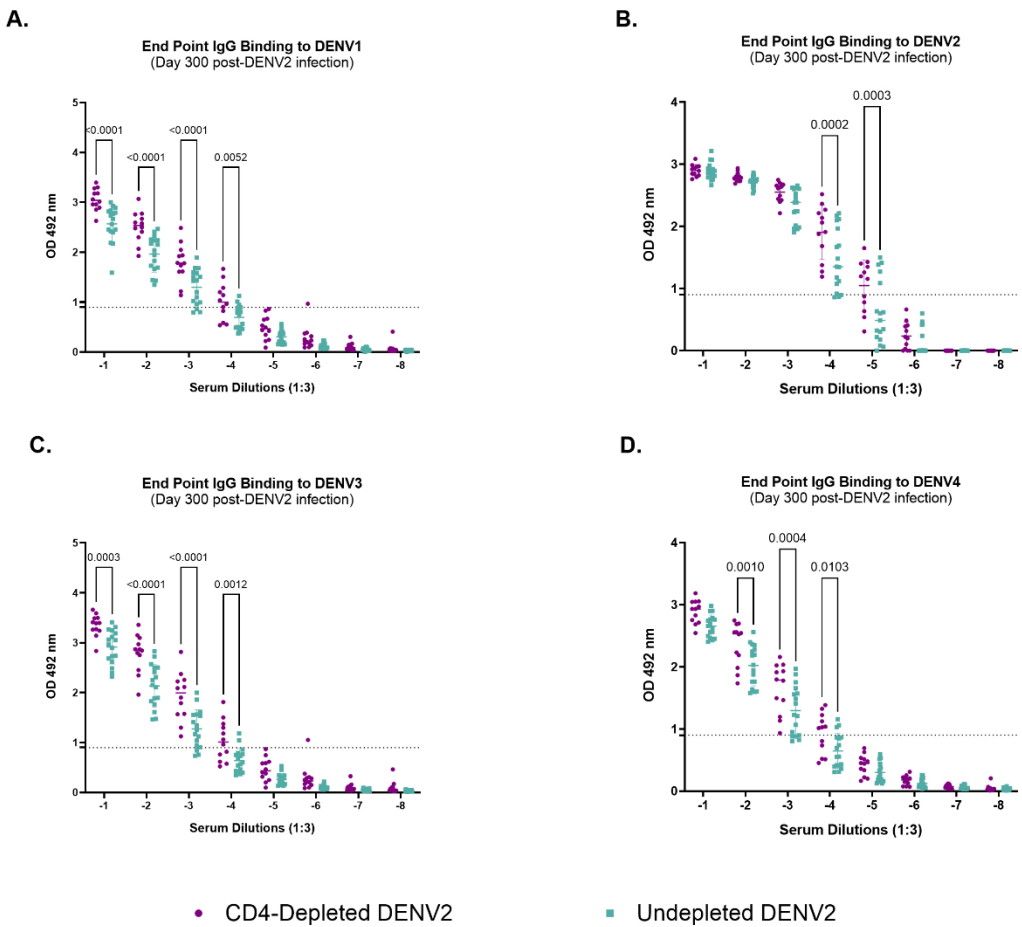 A.
End Point IgG Binding to DENV1
(Day 300 post-DENV2 infection)
<0.0001
<0.0001
<0.0001
0.0052
OD 492 nm
5
4
3
2
1
0
-1 -2 -3 -4 -5 -6 -7 -8
Serum Dilutions (1:3)
B.
End Point IgG Binding to DENV2
(Day 300 post-DENV2 infection)
0.0002
0.0003
OD 492 nm
4
3
2
1
0
-1 -2 -3 -4 -5 -6 -7 -8
Serum Dilutions (1:3)
C.
End Point IgG Binding to DENV3
(Day 300 post-DENV2 infection)
0.0003
<0.0001
<0.0001
0.0012
OD 492 nm
5
4
3
2
1
0
-1 -2 -3 -4 -5 -6 -7 -8
Serum Dilutions (1:3)
D.
End Point IgG Binding to DENV4
(Day 300 post-DENV2 infection)
0.0010
0.0004
0.0103
OD 492 nm
4
3
2
1
0
-1 -2 -3 -4 -5 -6 -7 -8
Serum Dilutions (1:3)
CD4-Depleted DENV2
Undepleted DENV2